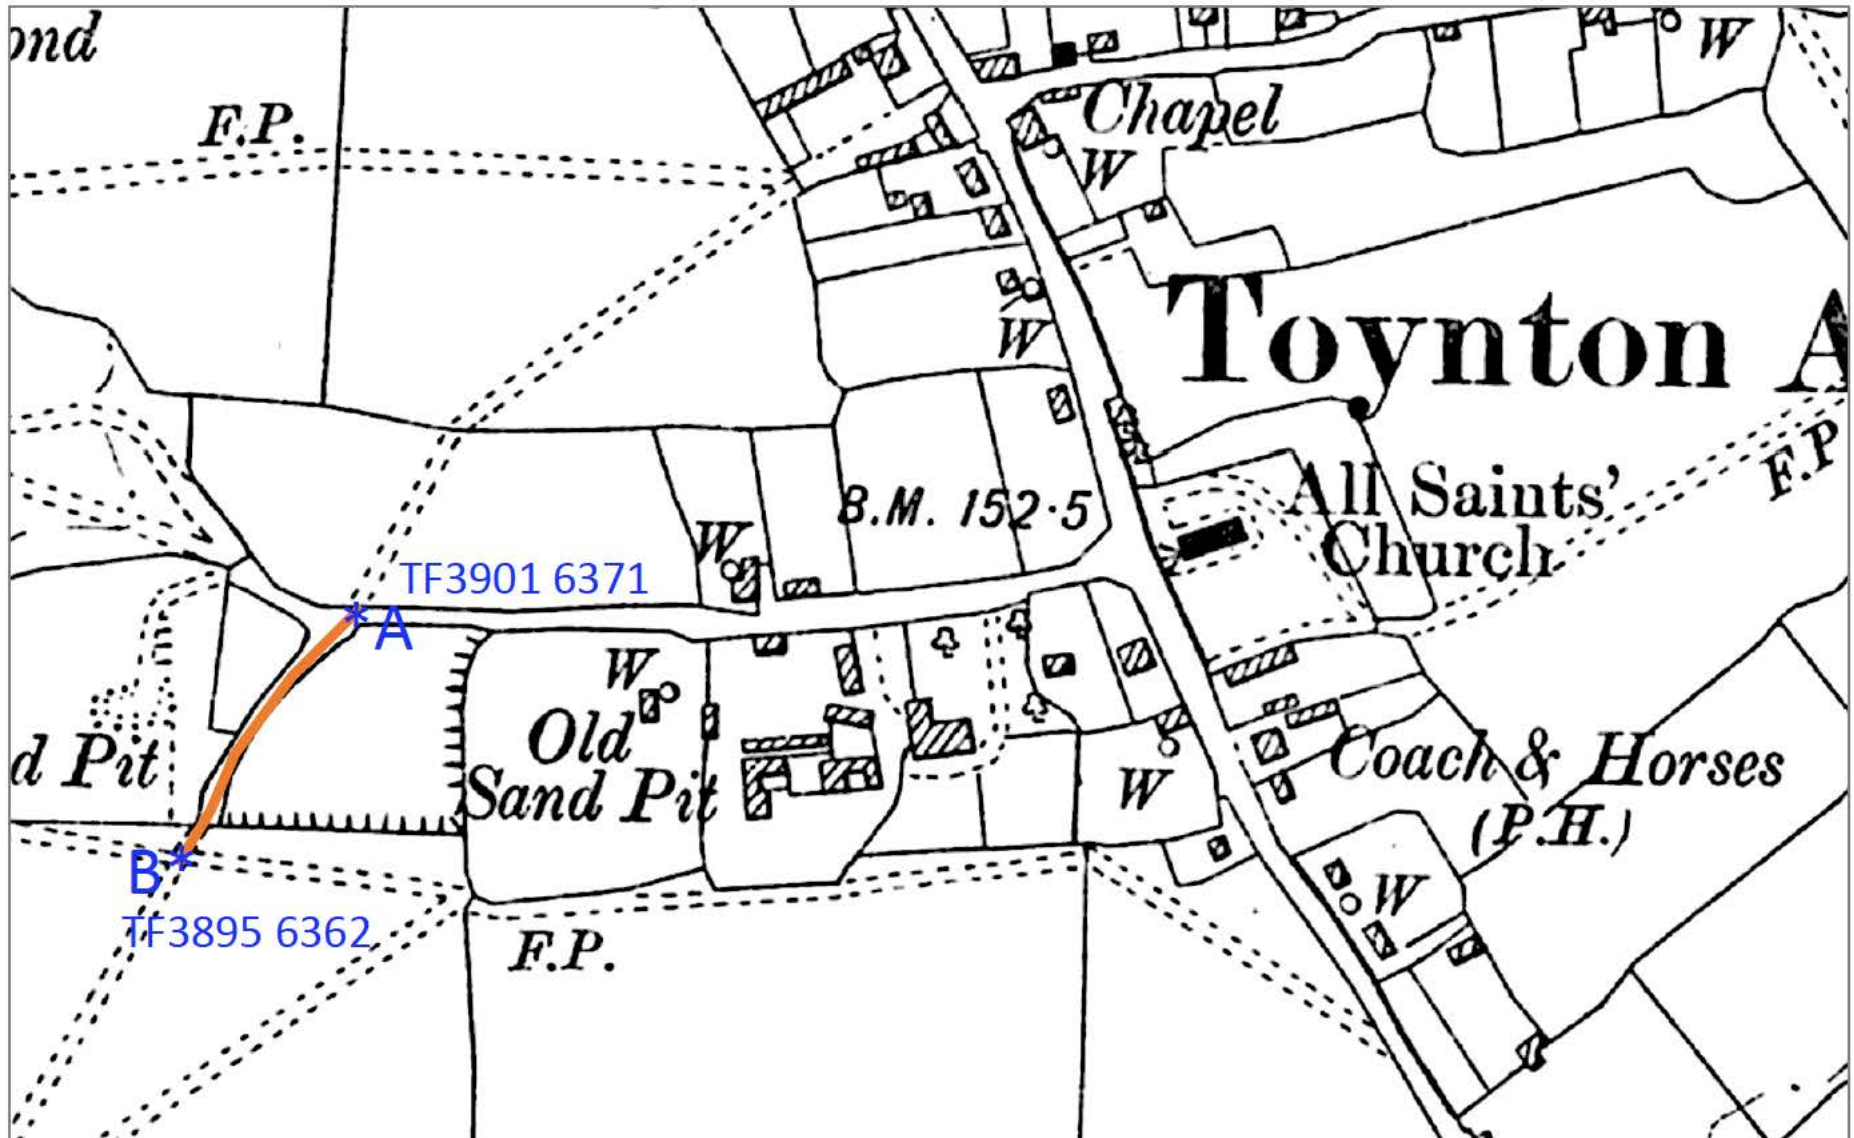 ond
F.P.
Chapel
W
W
Toynton A
W
F.P
B.M. 152·5
All Saints'
Church
W
TF3901 6371
A
W
Old
Sand Pit
d Pit
Coach & Horses
(P.H.)
W
B
W
TF3895 6362
F.P.